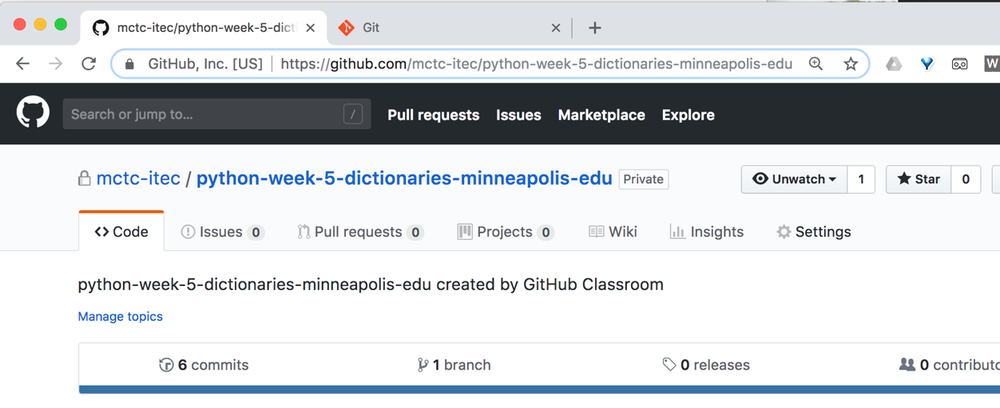 mctc-itec/python-week-5-dict
Git
GitHub, Inc. [US] https://github.com/mctc-itec/python-week-5-dictionaries-minneapolis-edu
W
Search or jump to... /
Pull requests Issues Marketplace Explore
mctc-itec / python-week-5-dictionaries-minneapolis-edu Private
Unwatch 1 Star 0
Code Issues 0 Pull requests 0 Projects 0 Wiki Insights Settings
python-week-5-dictionaries-minneapolis-edu created by GitHub Classroom
Manage topics
6 commits 1 branch 0 releases 0 contributo